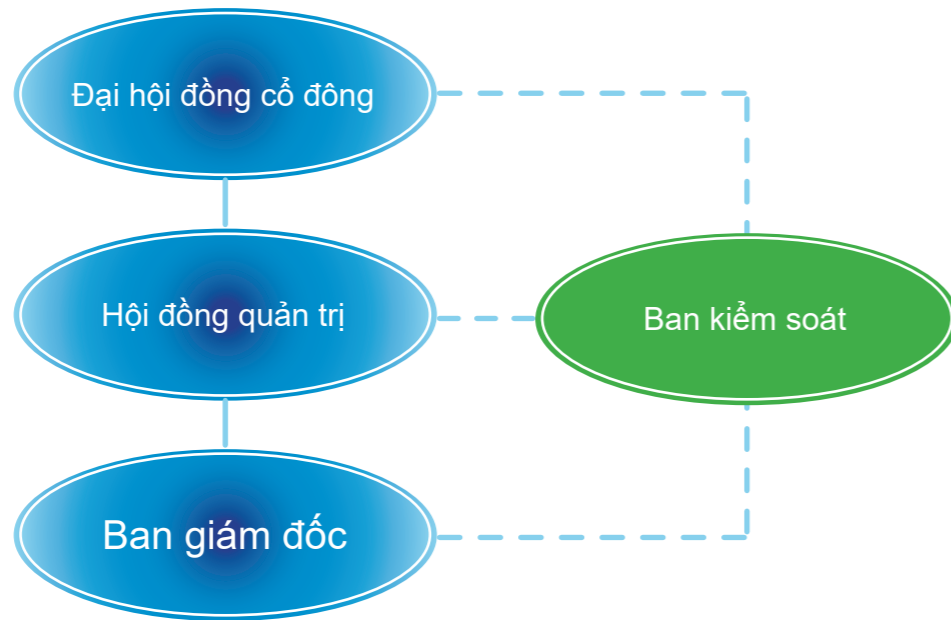 Đại hội đồng cổ đông
Hội đồng quản trị
Ban kiểm soát
Ban giám đốc